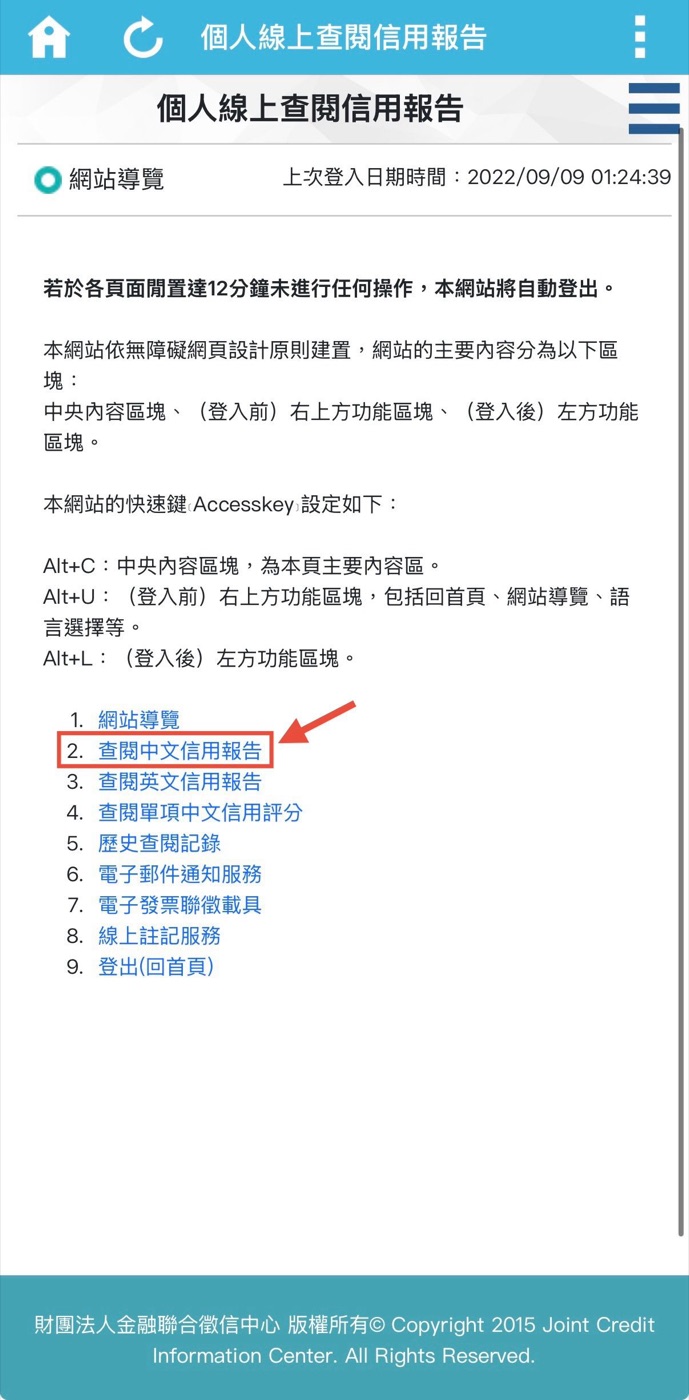 個人線上查閱信用報告
個人線上查閱信用報告
網站導覽 上次登入日期時間：2022/09/09 01:24:39
若於各頁面閒置達12分鐘未進行任何操作，本網站將自動登出。
本網站依無障礙網頁設計原則建置，網站的主要內容分為以下區
塊：
中央內容區塊、（登入前）右上方功能區塊、（登入後）左方功能
區塊。
本網站的快速鍵﹝Accesskey﹞設定如下：
Alt+C：中央內容區塊，為本頁主要內容區。
Alt+U：（登入前）右上方功能區塊，包括回首頁、網站導覽、語
言選擇等。
Alt+L：（登入後）左方功能區塊。
1. 網站導覽
2. 查閱中文信用報告
3. 查閱英文信用報告
4. 查閱單項中文信用評分
5. 歷史查閱記錄
6. 電子郵件通知服務
7. 電子發票聯徵載具
8. 線上註記服務
9. 登出(回首頁)
財團法人金融聯合徵信中心 版權所有© Copyright 2015 Joint Credit
Information Center. All Rights Reserved.